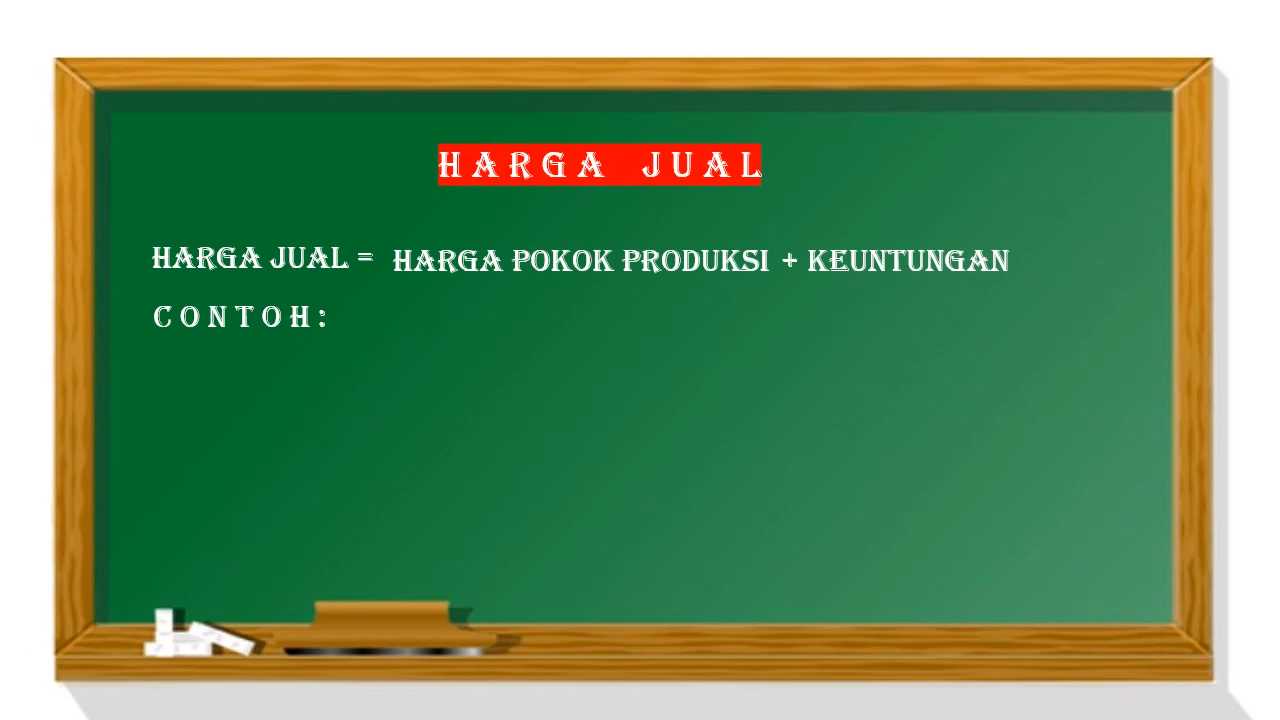 HARGA JUAL
HARGA JUAL = HARGA POKOK PRODUKSI + KEUNTUNGAN
CONTOH: